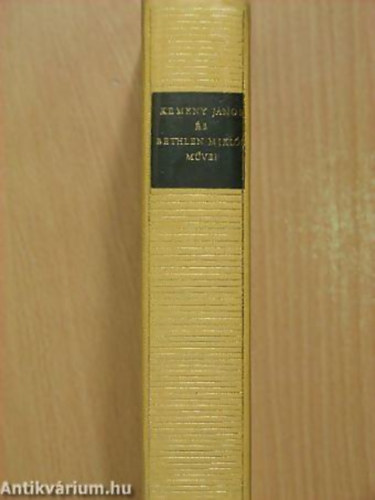 KEMÉNY JÁNOS
ÉS
BETHLEN MIKLÓS
MŰVEI
Antikvárium.hu